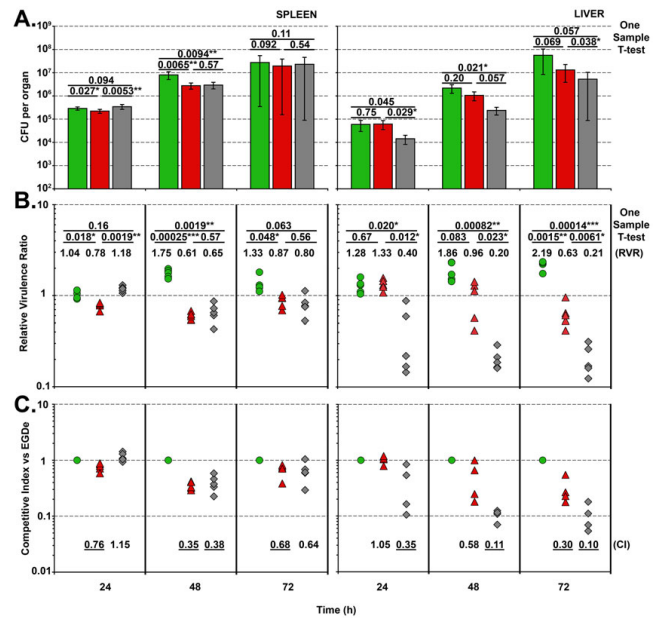 A.
SPLEEN
LIVER
One
Sample
T-test
CFU per organ
10⁹
10⁸
10⁷
10⁶
10⁵
10⁴
10³
10²
0.094
0.027* 0.0053**
0.0094**
0.0065** 0.57
0.11
0.092 0.54
0.045
0.75 0.029*
0.021*
0.20 0.057
0.057
0.069 0.038*
B.
One
Sample
T-test
(RVR)
Relative Virulence Ratio
1
0.1
0.16
0.018* 0.0019**
1.04 0.78 1.18
0.0019**
0.00025*** 0.57
1.75 0.61 0.65
0.063
0.048* 0.56
1.33 0.87 0.80
0.020*
0.67 0.012*
1.28 1.33 0.40
0.00082**
0.083 0.023*
1.86 0.96 0.20
0.00014***
0.0015** 0.0061*
2.19 0.63 0.21
C.
Competitive Index vs EGDe
10
1
0.1
0.01
0.76 1.15
0.35 0.38
0.68 0.64
1.05 0.35
0.58 0.11
0.30 0.10
(CI)
24 48 72 24 48 72
Time (h)